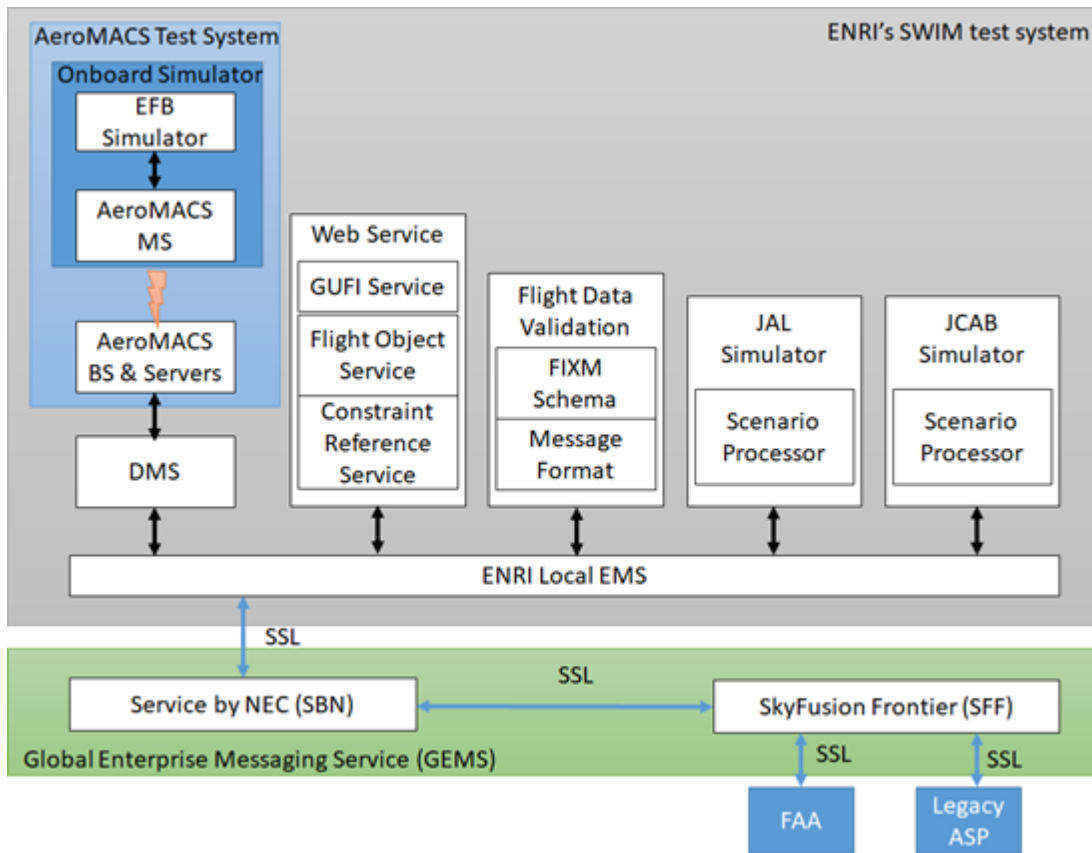 AeroMACS Test System
ENRI's SWIM test system
Onboard Simulator
EFB
Simulator
AeroMACS
MS
AeroMACS
BS & Servers
DMS
Web Service
GUFI Service
Flight Object
Service
Constraint
Reference
Service
Flight Data
Validation
FIXM
Schema
Message
Format
JAL
Simulator
Scenario
Processor
JCAB
Simulator
Scenario
Processor
ENRI Local EMS
SSL
SSL
Service by NEC (SBN)
SkyFusion Frontier (SFF)
Global Enterprise Messaging Service (GEMS)
SSL
SSL
FAA
Legacy
ASP